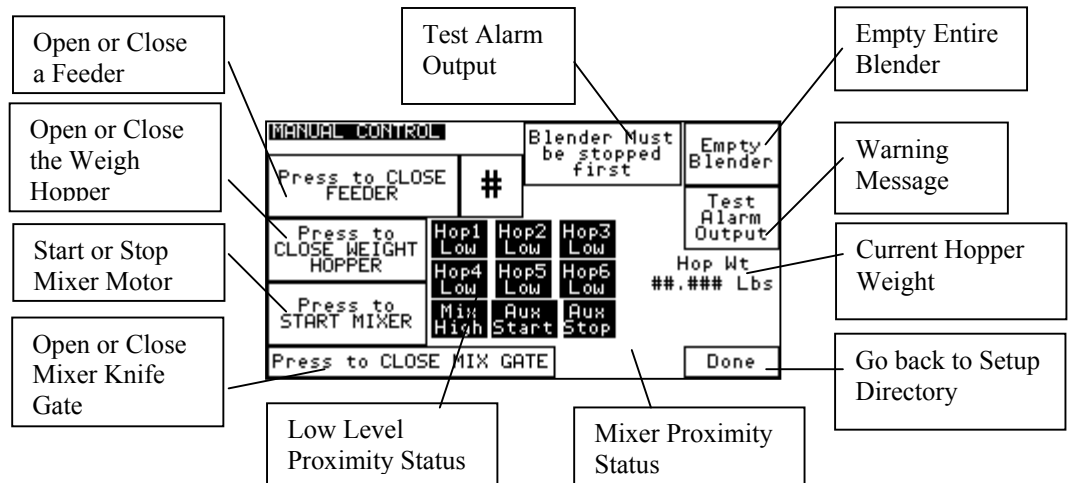 Open or Close
a Feeder
Test Alarm
Output
Empty Entire
Blender
Open or Close
the Weigh
Hopper
Warning
Message
Start or Stop
Mixer Motor
Current Hopper
Weight
Open or Close
Mixer Knife
Gate
Go back to Setup
Directory
Low Level
Proximity Status
Mixer Proximity
Status
MANUAL CONTROL
Blender Must
be stopped
first
Empty
Blender
Press to CLOSE
FEEDER
#
Test
Alarm
Output
Press to
CLOSE WEIGHT
HOPPER
Hop1
Low
Hop2
Low
Hop3
Low
Hop4
Low
Hop5
Low
Hop6
Low
Hop Wt
##.### Lbs
Press to
START MIXER
Mix
High
Aux
Start
Aux
Stop
Press to CLOSE MIX GATE
Done